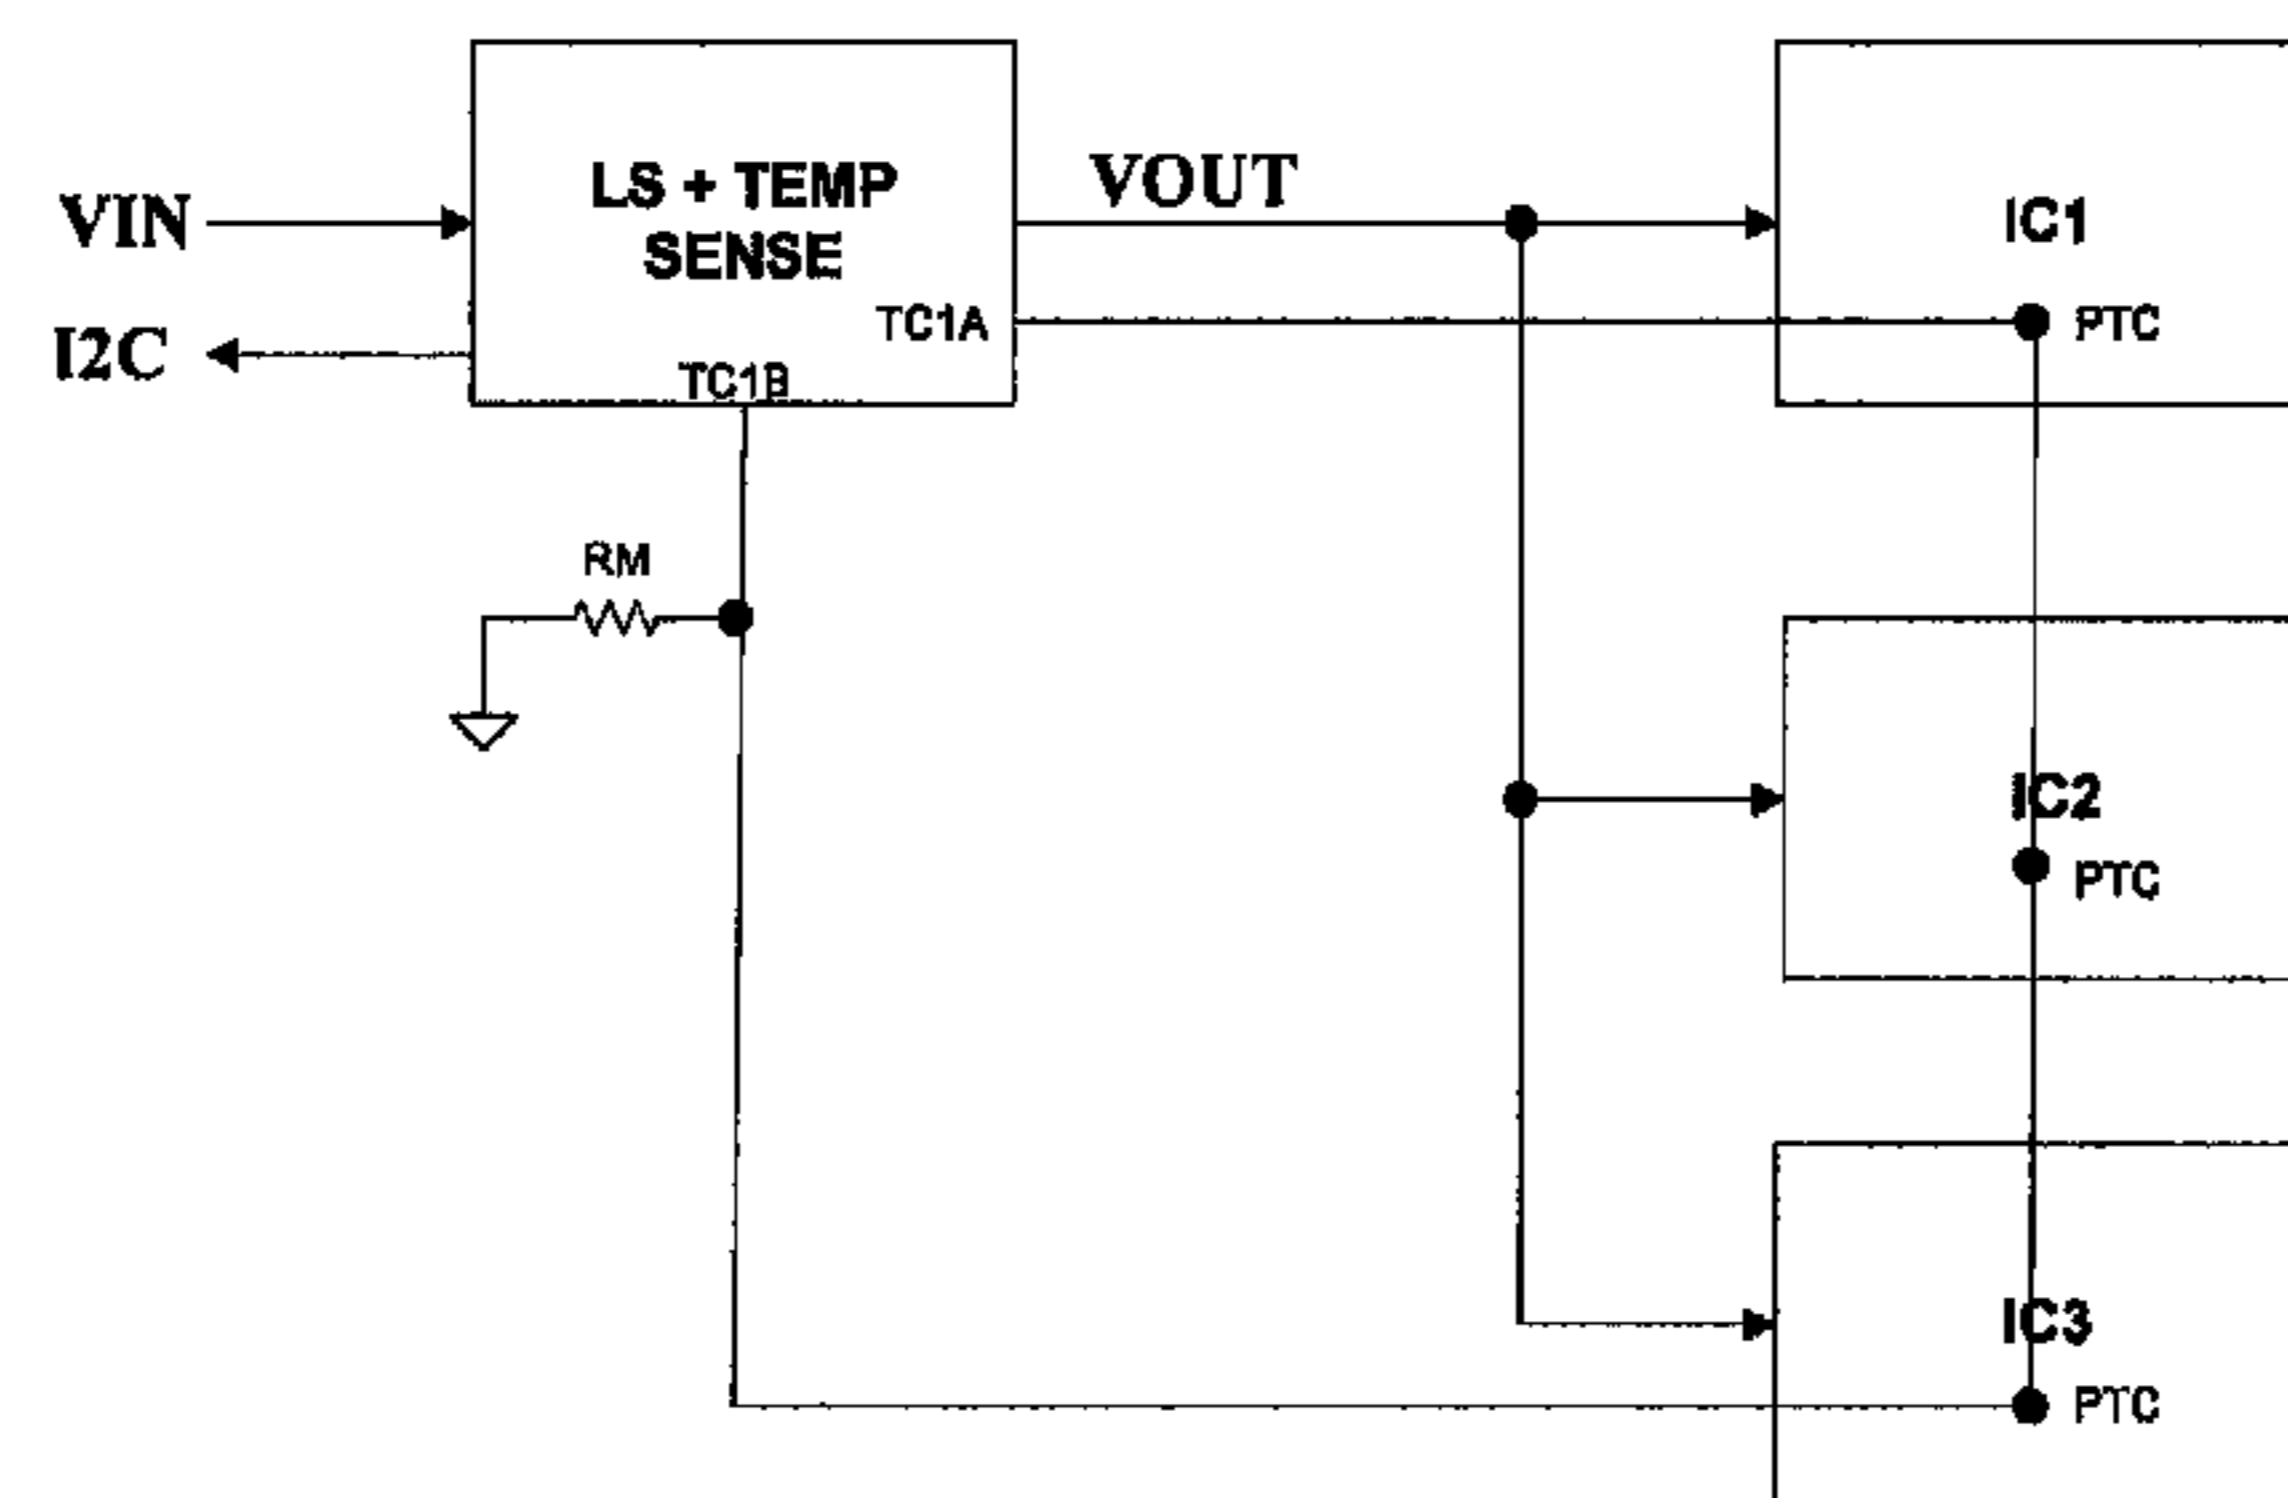 VIN
I2C
LS + TEMP
SENSE
TC1A
TC1B
VOUT
IC1
PTC
RM
IC2
PTC
IC3
PTC